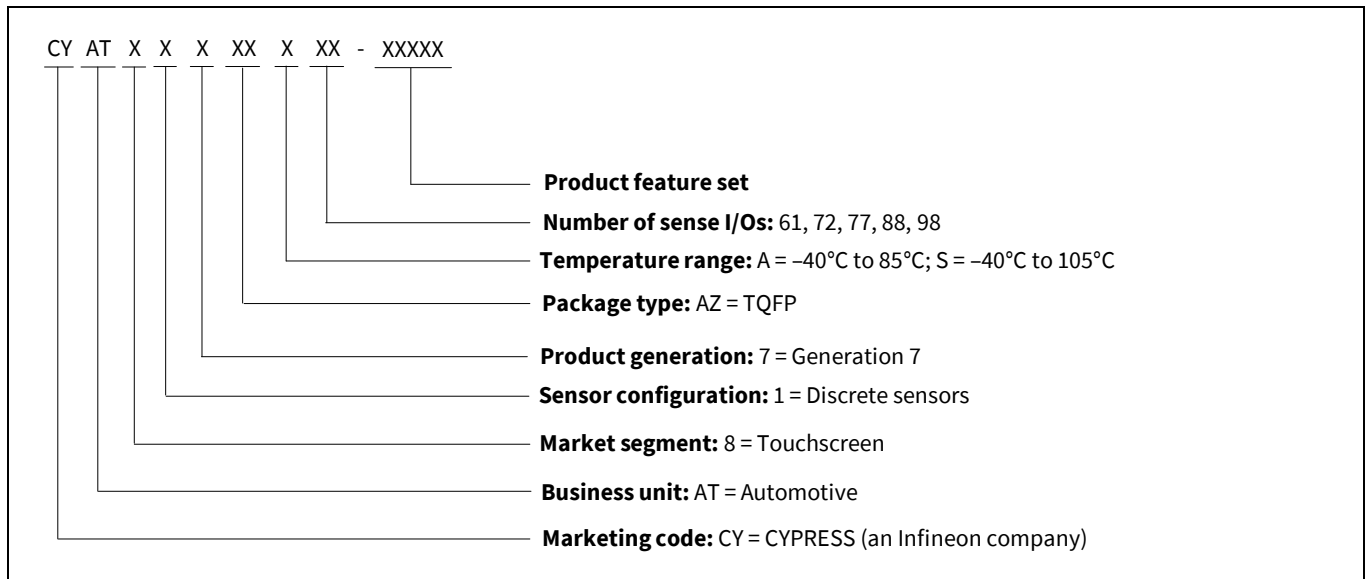 CY AT X X X XX X XX - XXXXX
Product feature set
Number of sense I/Os: 61, 72, 77, 88, 98
Temperature range: A = –40°C to 85°C; S = –40°C to 105°C
Package type: AZ = TQFP
Product generation: 7 = Generation 7
Sensor configuration: 1 = Discrete sensors
Market segment: 8 = Touchscreen
Business unit: AT = Automotive
Marketing code: CY = CYPRESS (an Infineon company)